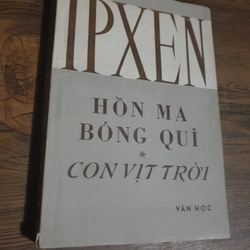 IPXEN
HỒN MA
BÓNG QUỈ
*
CON VỊT TRỜI
VĂN HỌC